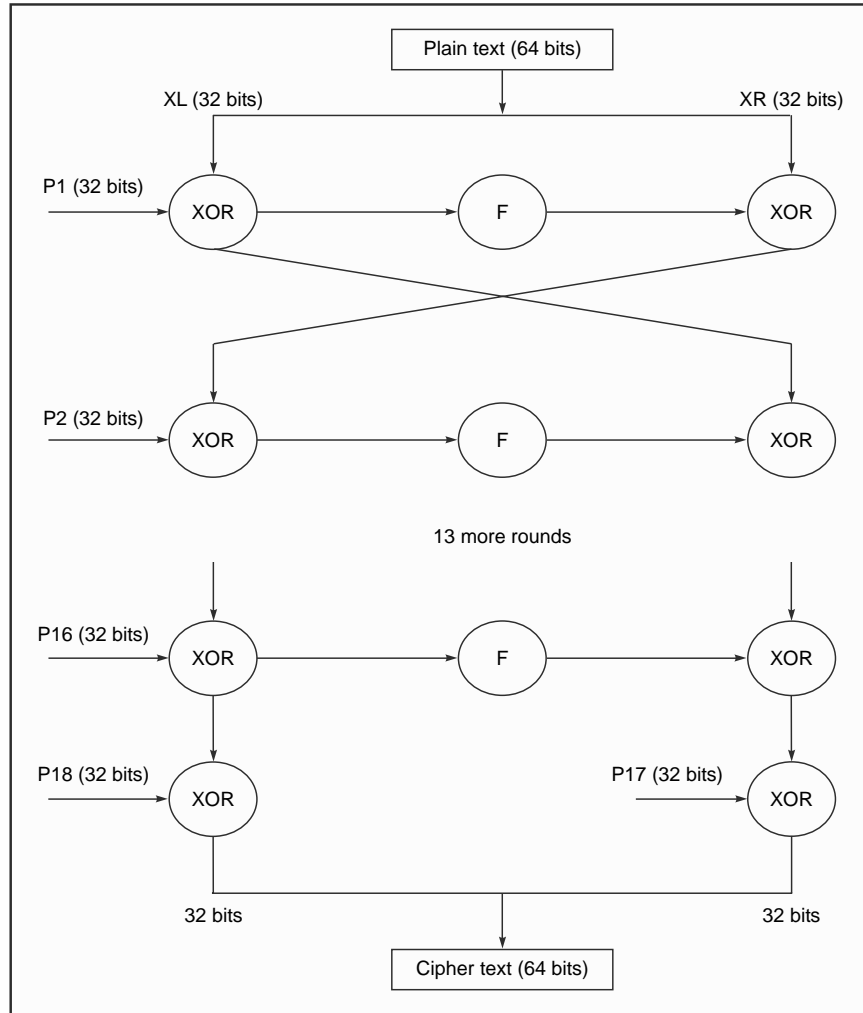 Plain text (64 bits)
XL (32 bits)
XR (32 bits)
P1 (32 bits)
XOR
F
XOR
P2 (32 bits)
XOR
F
XOR
13 more rounds
P16 (32 bits)
XOR
F
XOR
P18 (32 bits)
XOR
P17 (32 bits)
XOR
32 bits
32 bits
Cipher text (64 bits)